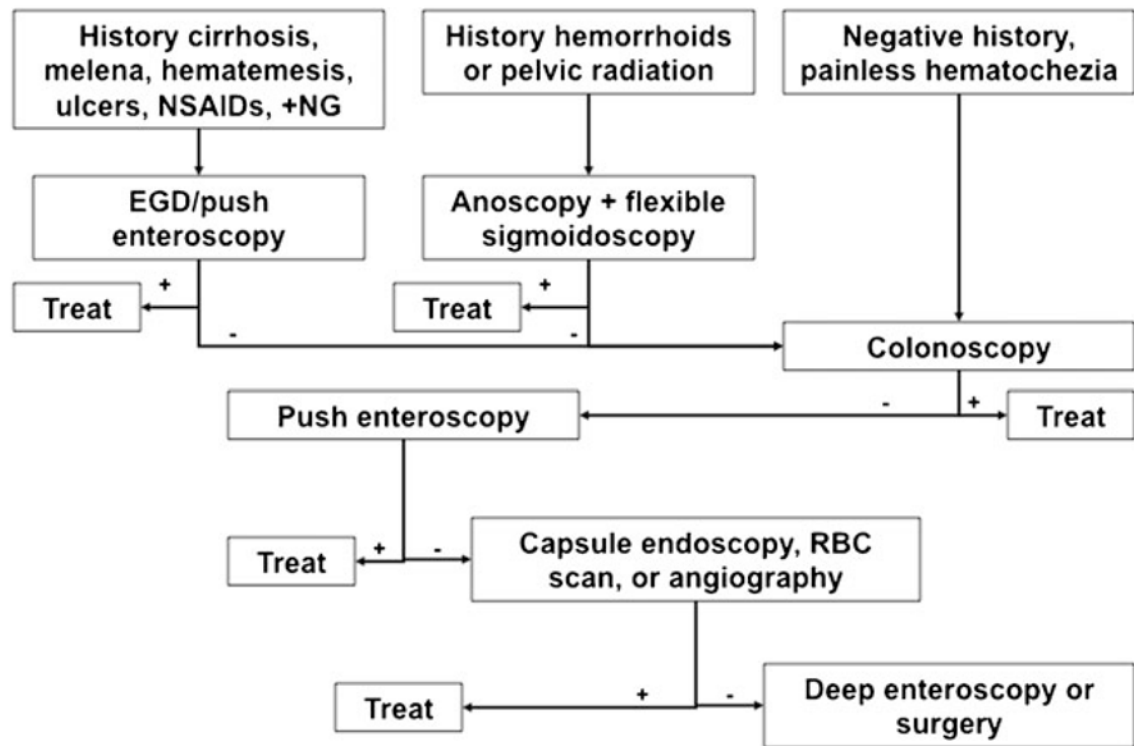 History cirrhosis,
melena, hematemesis,
ulcers, NSAIDs, +NG
History hemorrhoids
or pelvic radiation
Negative history,
painless hematochezia
EGD/push
enteroscopy
Anoscopy + flexible
sigmoidoscopy
+
Treat
-
+
Treat
-
Colonoscopy
-
+
Treat
Push enteroscopy
+
Treat
-
Capsule endoscopy, RBC
scan, or angiography
+
Treat
-
Deep enteroscopy or
surgery